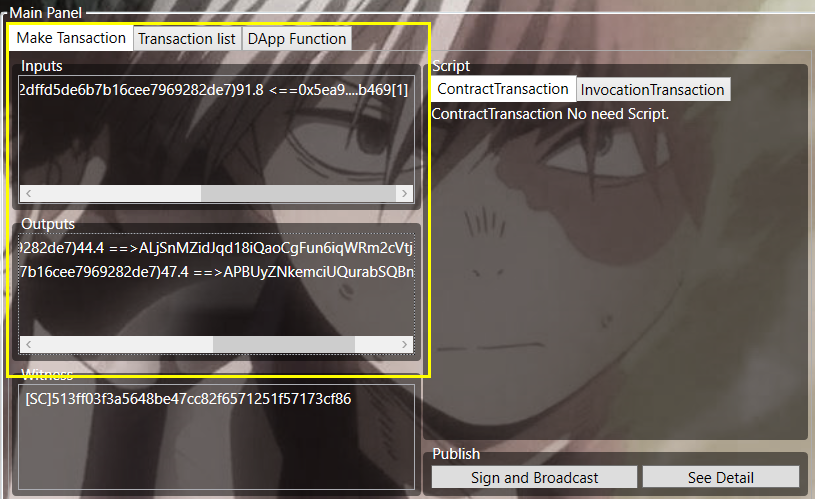 Main Panel
Make Tansaction
Transaction list
DApp Function
Inputs
2dffd5de6b7b16cee7969282de7)91.8 <==0x5ea9....b469[1]
Outputs
9282de7)44.4 ==>ALjSnMZidJqd18iQaoCgFun6iqWRm2cVtj
7b16cee7969282de7)47.4 ==>APBUyZNkemciUQurabSQBn
Witness
[SC]513ff03f3a5648be47cc82f6571251f57173cf86
Script
ContractTransaction
InvocationTransaction
ContractTransaction No need Script.
Publish
Sign and Broadcast
See Detail